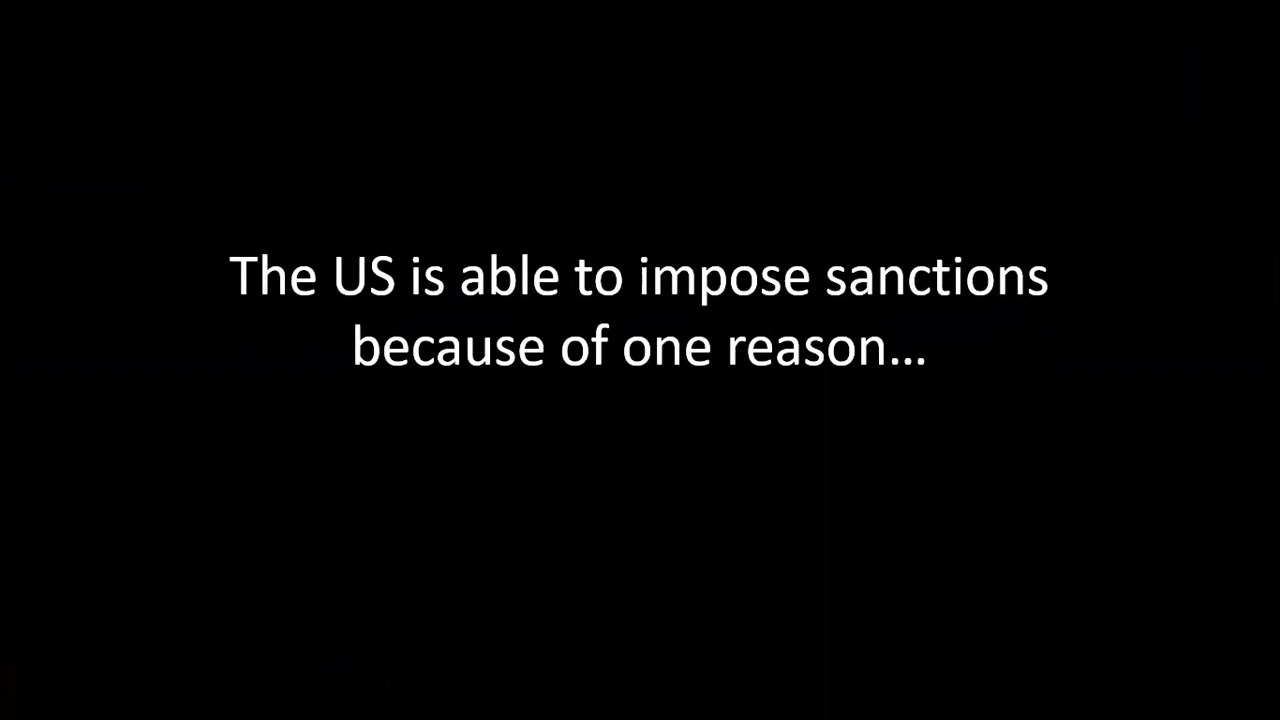 The US is able to impose sanctions
because of one reason…